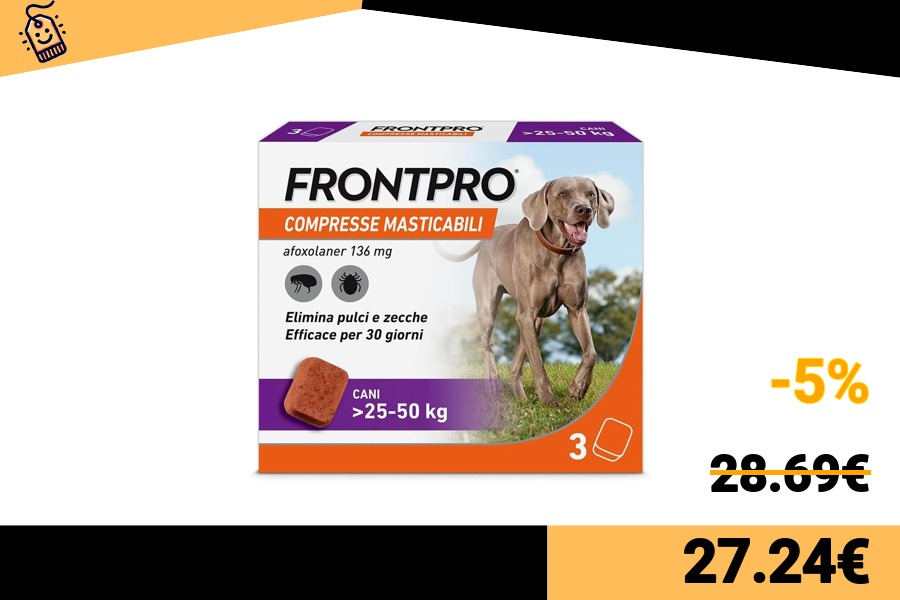 3
FRONTPRO
COMPRESSE MASTICABILI
CANI
>25-50 kg
FRONTPRO®
COMPRESSE MASTICABILI
afoxolaner 136 mg
Elimina pulci e zecche
Efficace per 30 giorni
CANI
>25-50 kg
3
-5%
28.69€
27.24€